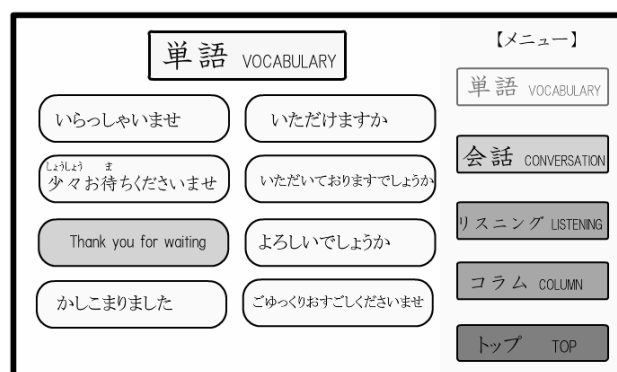 単語 VOCABULARY
いらっしゃいませ
いただけますか
しょうしょう ま
少々お待ちくださいませ
いただいておりますでしょうか
Thank you for waiting
よろしいでしょうか
かしこまりました
ごゆっくりおすごしくださいませ
【メニュー】
単語 VOCABULARY
会話 CONVERSATION
リスニング LISTENING
コラム COLUMN
トップ TOP